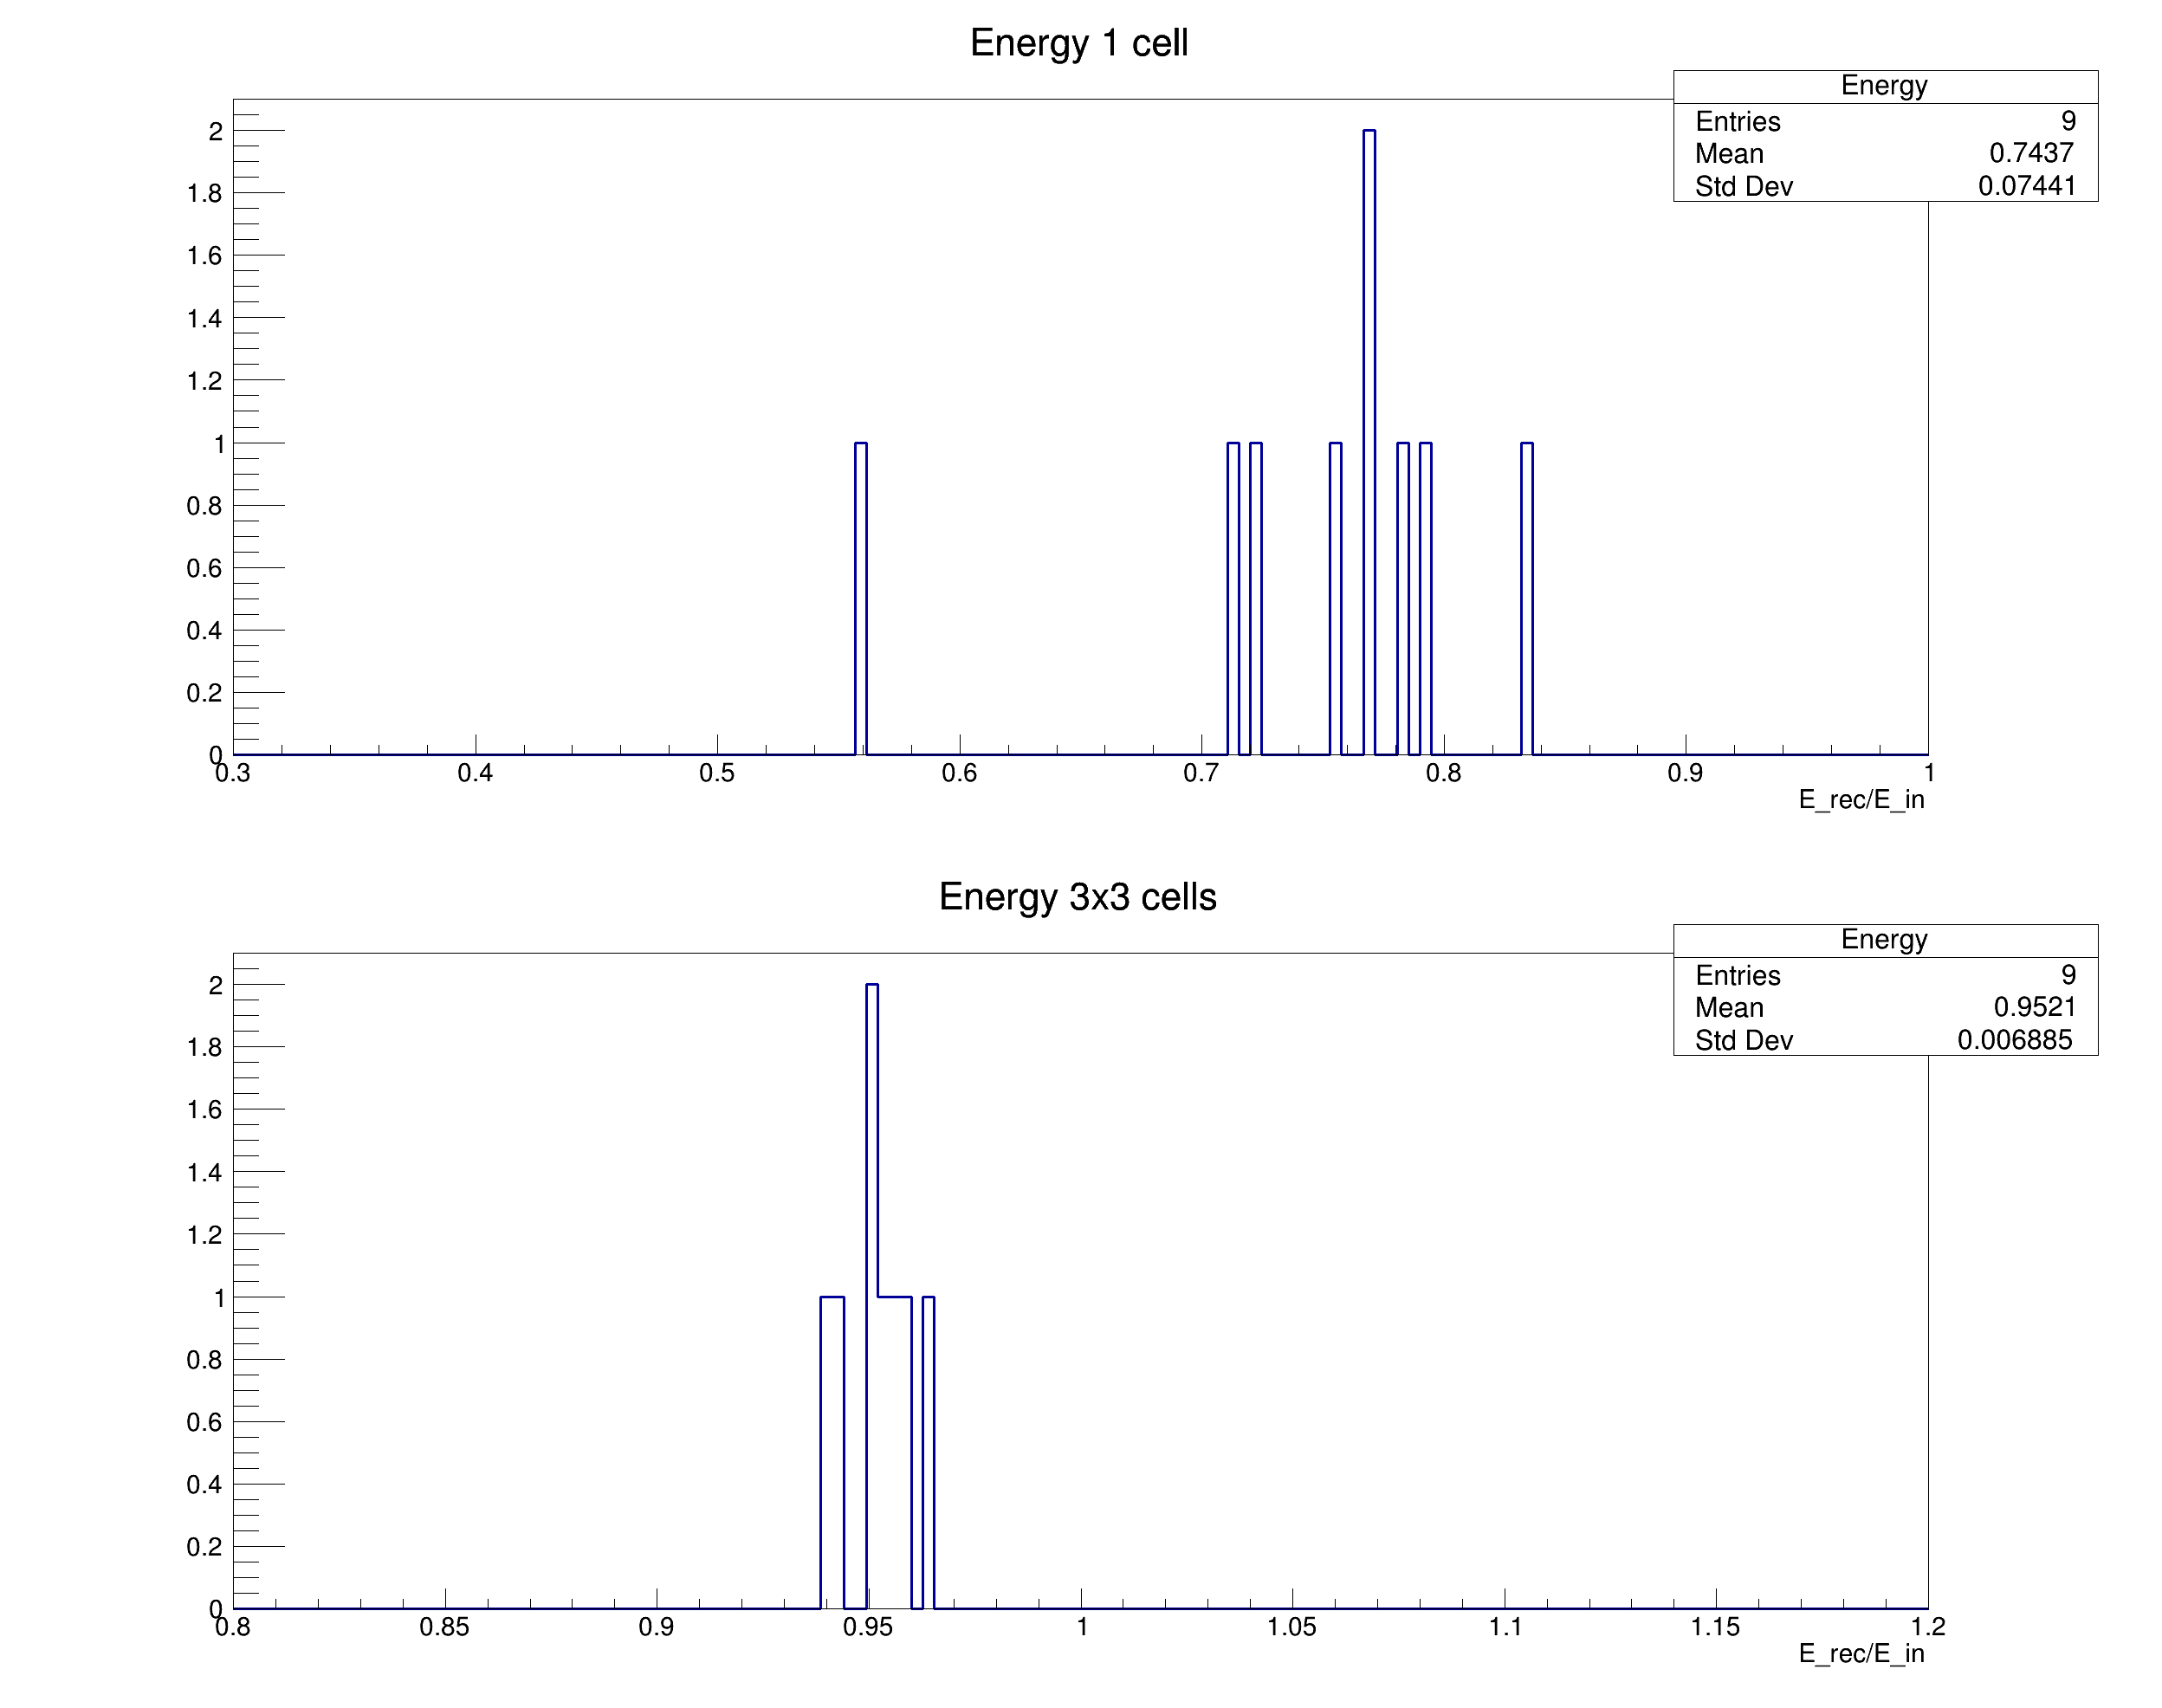 Energy 1 cell
Energy
Entries 9
Mean 0.7437
Std Dev 0.07441
2
1.8
1.6
1.4
1.2
1
0.8
0.6
0.4
0.2
0
0.3 0.4 0.5 0.6 0.7 0.8 0.9 1
E_rec/E_in
Energy 3x3 cells
Energy
Entries 9
Mean 0.9521
Std Dev 0.006885
2
1.8
1.6
1.4
1.2
1
0.8
0.6
0.4
0.2
0
0.8 0.85 0.9 0.95 1 1.05 1.1 1.15 1.2
E_rec/E_in